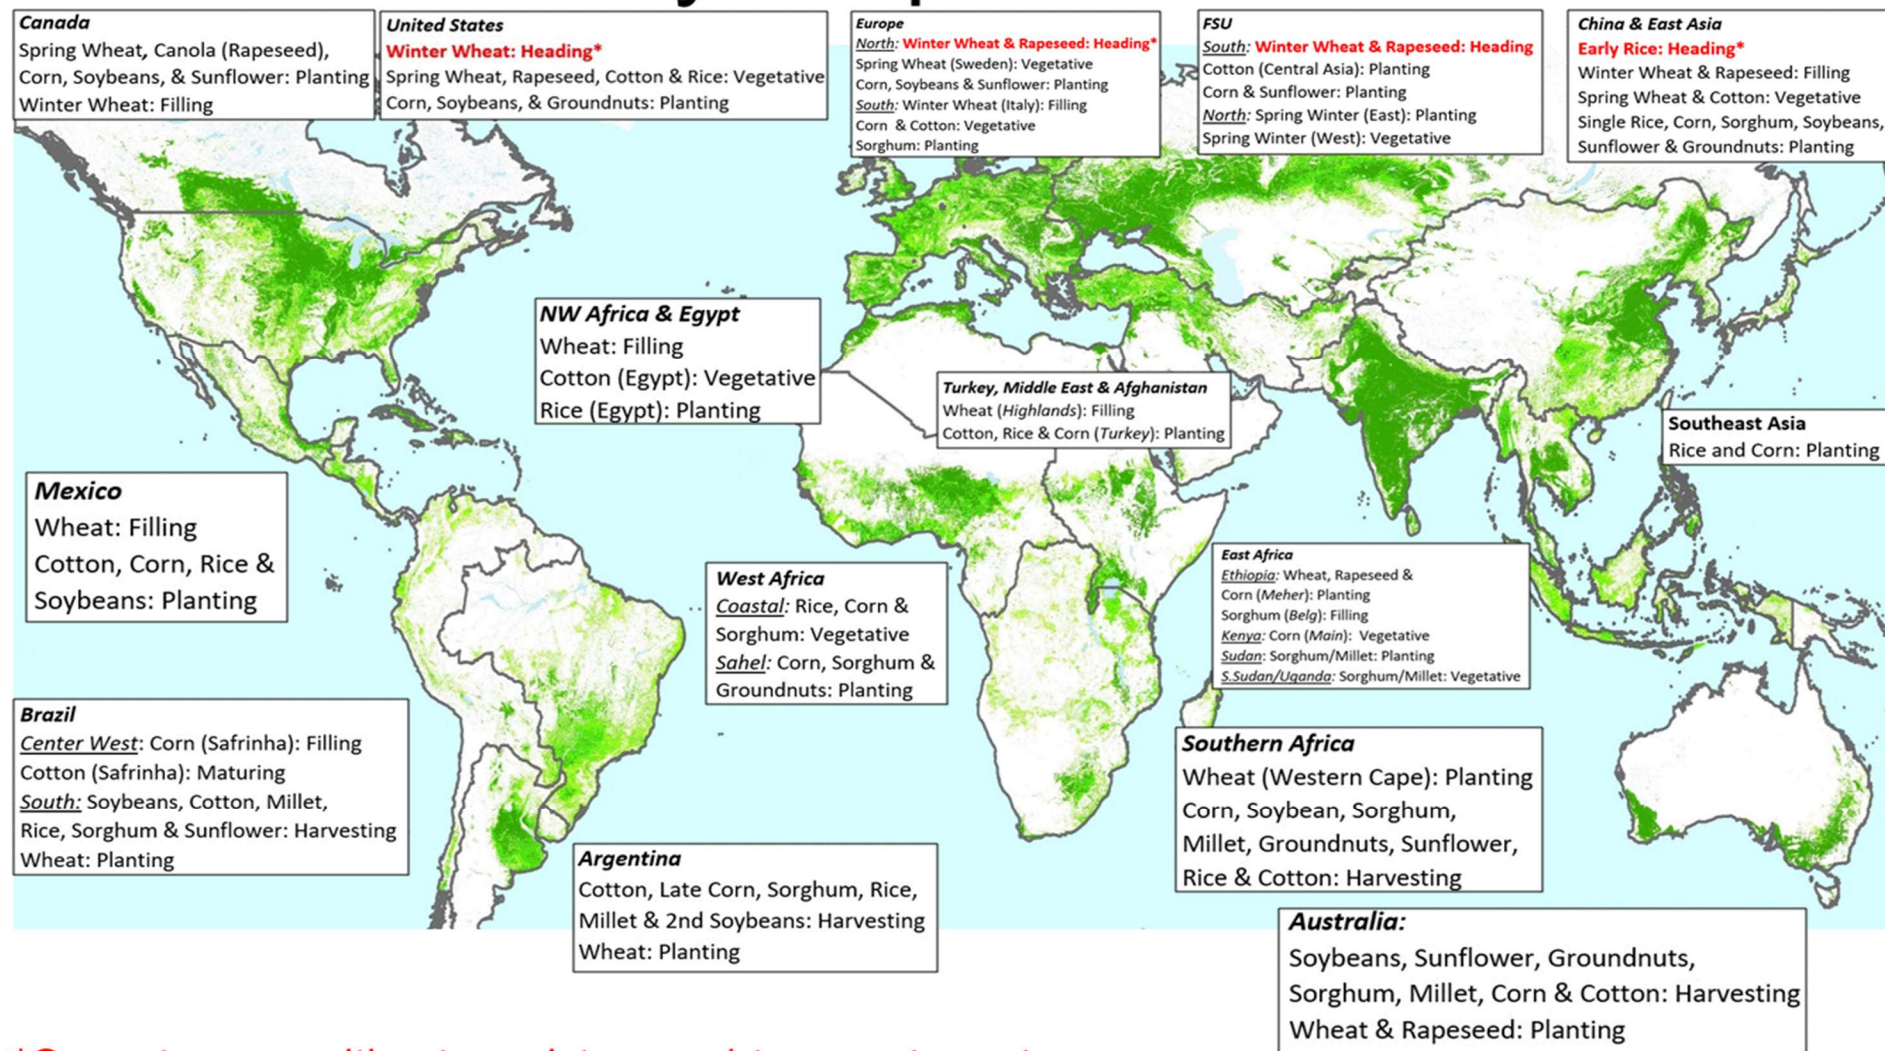 Canada
Spring Wheat, Canola (Rapeseed),
Corn, Soybeans, & Sunflower: Planting
Winter Wheat: Filling
United States
Winter Wheat: Heading*
Spring Wheat, Rapeseed, Cotton & Rice: Vegetative
Corn, Soybeans, & Groundnuts: Planting
Europe
North: Winter Wheat & Rapeseed: Heading*
Spring Wheat (Sweden): Vegetative
Corn, Soybeans & Sunflower: Planting
South: Winter Wheat (Italy): Filling
Corn & Cotton: Vegetative
Sorghum: Planting
FSU
South: Winter Wheat & Rapeseed: Heading
Cotton (Central Asia): Planting
Corn & Sunflower: Planting
North: Spring Winter (East): Planting
Spring Winter (West): Vegetative
China & East Asia
Early Rice: Heading*
Winter Wheat & Rapeseed: Filling
Spring Wheat & Cotton: Vegetative
Single Rice, Corn, Sorghum, Soybeans,
Sunflower & Groundnuts: Planting
NW Africa & Egypt
Wheat: Filling
Cotton (Egypt): Vegetative
Rice (Egypt): Planting
Turkey, Middle East & Afghanistan
Wheat (Highlands): Filling
Cotton, Rice & Corn (Turkey): Planting
Southeast Asia
Rice and Corn: Planting
Mexico
Wheat: Filling
Cotton, Corn, Rice &
Soybeans: Planting
West Africa
Coastal: Rice, Corn &
Sorghum: Vegetative
Sahel: Corn, Sorghum &
Groundnuts: Planting
East Africa
Ethiopia: Wheat, Rapeseed &
Corn (Meher): Planting
Sorghum (Belg): Filling
Kenya: Corn (Main): Vegetative
Sudan: Sorghum/Millet: Planting
S.Sudan/Uganda: Sorghum/Millet: Vegetative
Brazil
Center West: Corn (Safrinha): Filling
Cotton (Safrinha): Maturing
South: Soybeans, Cotton, Millet,
Rice, Sorghum & Sunflower: Harvesting
Wheat: Planting
Southern Africa
Wheat (Western Cape): Planting
Corn, Soybean, Sorghum,
Millet, Groundnuts, Sunflower,
Rice & Cotton: Harvesting
Argentina
Cotton, Late Corn, Sorghum, Rice,
Millet & 2nd Soybeans: Harvesting
Wheat: Planting
Australia:
Soybeans, Sunflower, Groundnuts,
Sorghum, Millet, Corn & Cotton: Harvesting
Wheat & Rapeseed: Planting